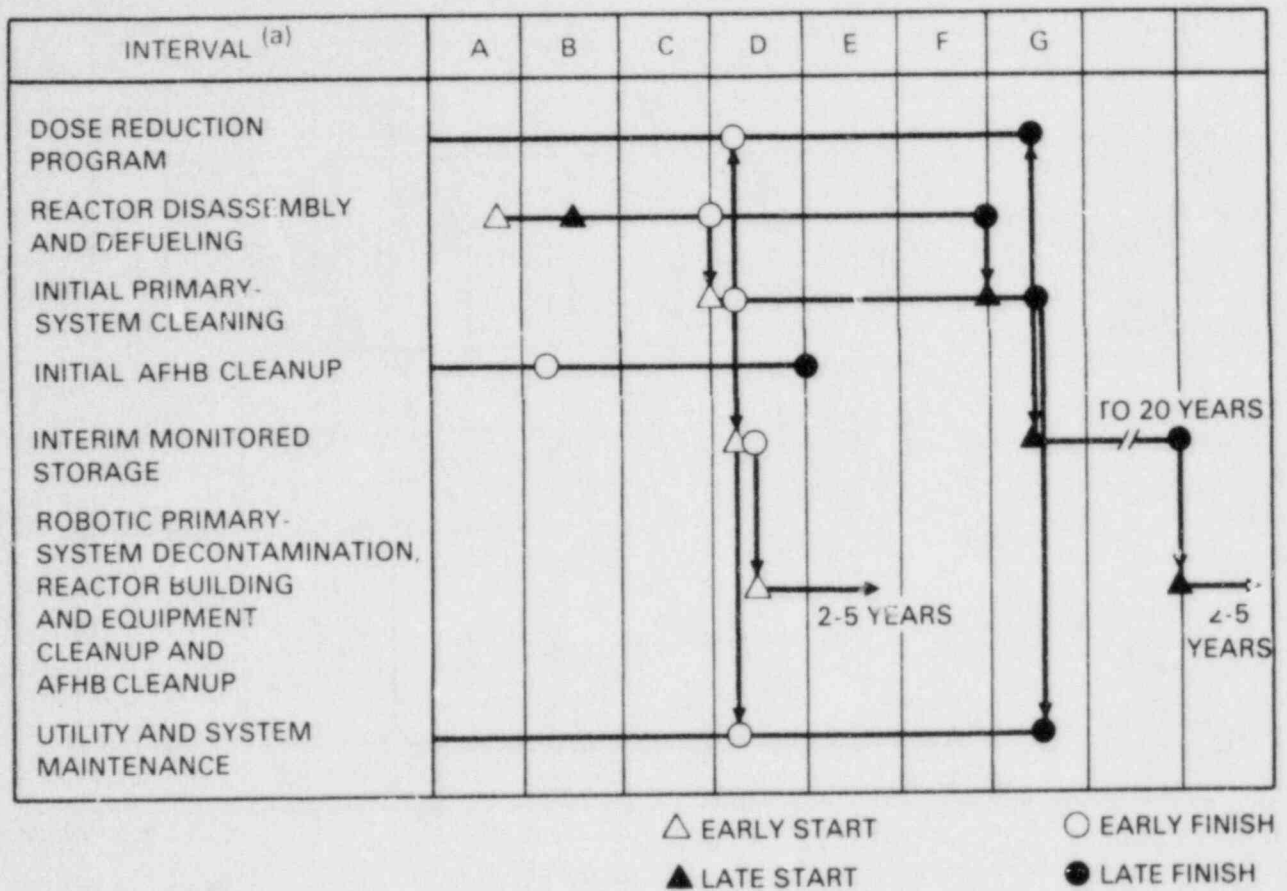 INTERVAL (a) A B C D E F G
DOSE REDUCTION
PROGRAM
REACTOR DISASSEMBLY
AND DEFUELING
INITIAL PRIMARY-
SYSTEM CLEANING
INITIAL AFHB CLEANUP
TO 20 YEARS
INTERIM MONITORED
STORAGE
ROBOTIC PRIMARY-
SYSTEM DECONTAMINATION,
REACTOR BUILDING
AND EQUIPMENT
CLEANUP AND
AFHB CLEANUP
2-5 YEARS
2-5
YEARS
UTILITY AND SYSTEM
MAINTENANCE
△ EARLY START ○ EARLY FINISH
▲ LATE START ● LATE FINISH